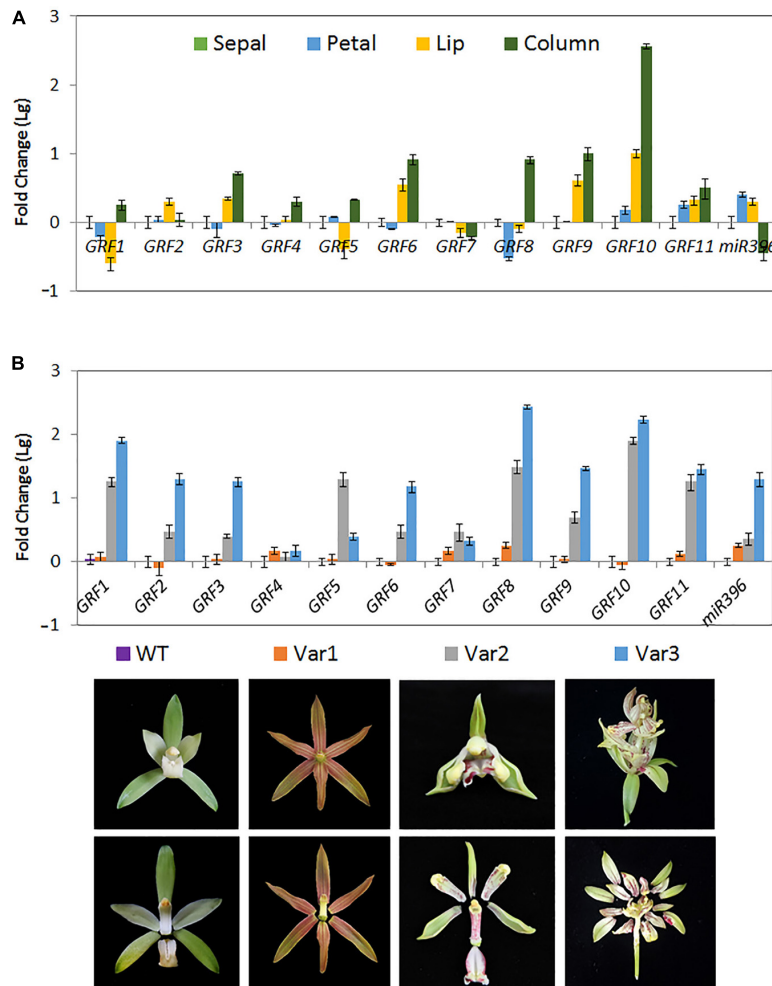 A
3
Sepal Petal Lip Column
2
Fold Change (Lg)
1
0
GRF1 GRF2 GRF3 GRF4 GRF5 GRF6 GRF7 GRF8 GRF9 GRF10 GRF11 miR396
−1
B
3
2
Fold Change (Lg)
1
0
GRF1 GRF2 GRF3 GRF4 GRF5 GRF6 GRF7 GRF8 GRF9 GRF10 GRF11 miR396
−1
WT Var1 Var2 Var3